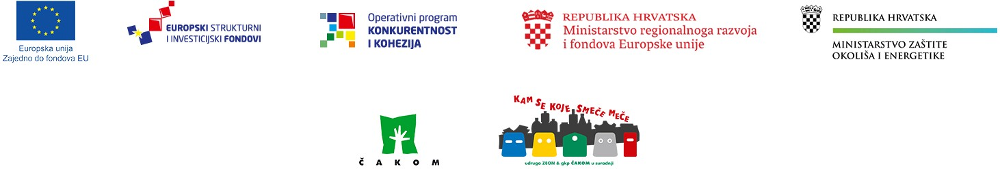 Europska unija
Zajedno do fondova EU
EUROPSKI STRUKTURNI
I INVESTICIJSKI FONDOVI
Operativni program
KONKURENTNOST
I KOHEZIJA
REPUBLIKA HRVATSKA
Ministarstvo regionalnoga razvoja
i fondova Europske unije
REPUBLIKA HRVATSKA
MINISTARSTVO ZAŠTITE
OKOLIŠA I ENERGETIKE
ČAKOM
KAM SE KOJE SMEČE MEČE
udruga ZEON & gkp ČAKOM u suradnji